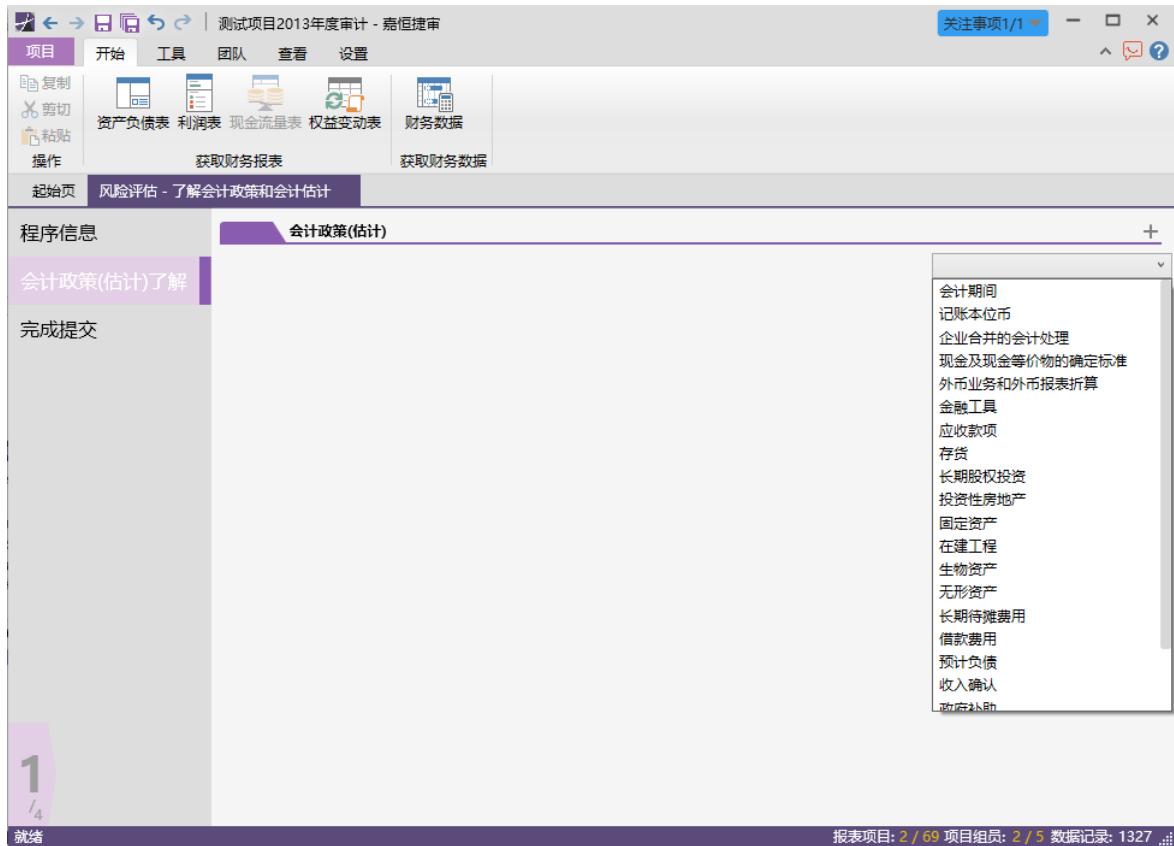 测试项目2013年度审计 - 嘉恒捷审
关注事项1/1
项目 开始 工具 团队 查看 设置
复制
剪切
粘贴
资产负债表 利润表 现金流量表 权益变动表 财务数据
操作 获取财务报表 获取财务数据
起始页 风险评估 - 了解会计政策和会计估计
程序信息
会计政策(估计)了解
完成提交
会计政策(估计)
会计期间
记账本位币
企业合并的会计处理
现金及现金等价物的确定标准
外币业务和外币报表折算
金融工具
应收款项
存货
长期股权投资
投资性房地产
固定资产
在建工程
生物资产
无形资产
长期待摊费用
借款费用
预计负债
收入确认
政府补助
1
/4
就绪
报表项目: 2 / 69 项目组员: 2 / 5 数据记录: 1327